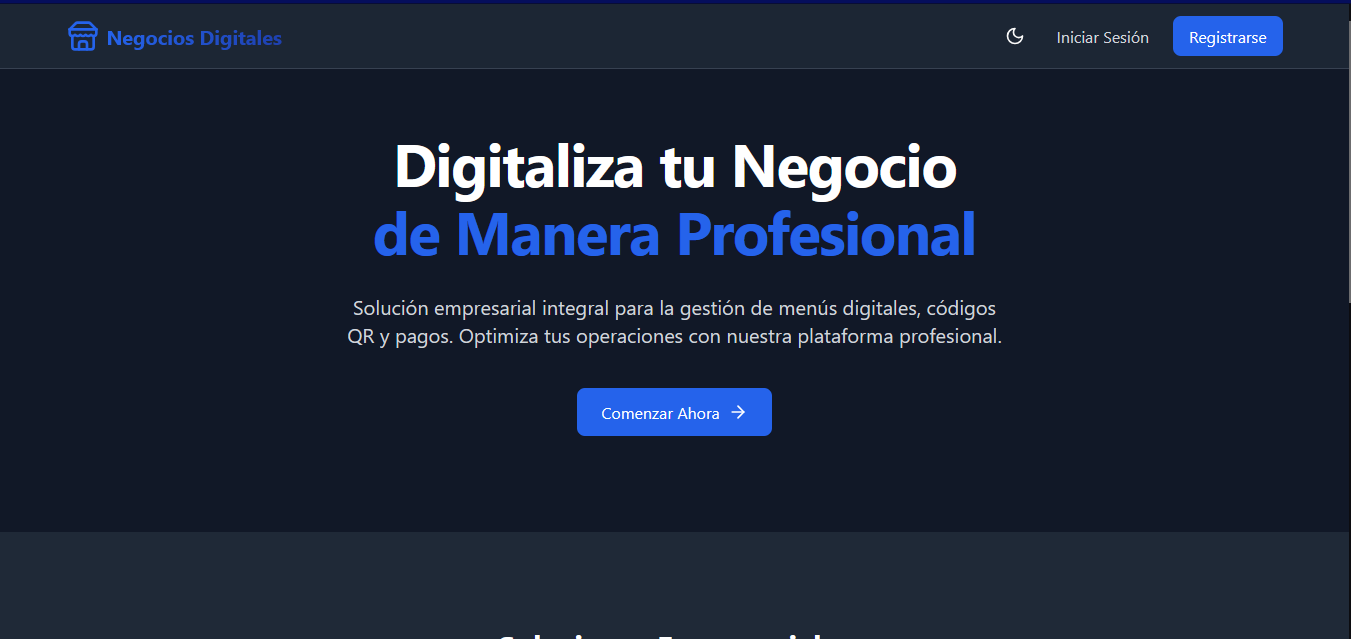 Negocios Digitales
Iniciar Sesión
Registrarse
Digitaliza tu Negocio
de Manera Profesional
Solución empresarial integral para la gestión de menús digitales, códigos
QR y pagos. Optimiza tus operaciones con nuestra plataforma profesional.
Comenzar Ahora